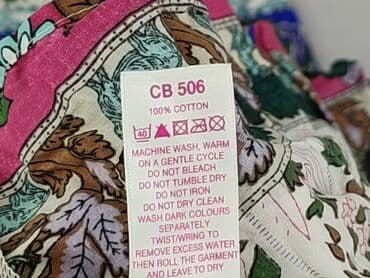 CB 506
100% COTTON
40
MACHINE WASH, WARM
ON A GENTLE CYCLE
DO NOT BLEACH
DO NOT TUMBLE DRY
DO NOT IRON
DO NOT DRY CLEAN
WASH DARK COLOURS
SEPARATELY
TWIST/WRING TO
REMOVE EXCESS WATER
THEN ROLL THE GARMENT
AND LEAVE TO DRY